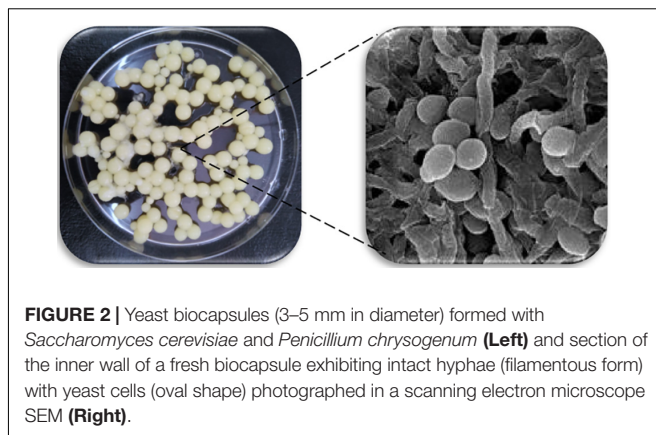 FIGURE 2 | Yeast biocapsules (3–5 mm in diameter) formed with
Saccharomyces cerevisiae and Penicillium chrysogenum (Left) and section of
the inner wall of a fresh biocapsule exhibiting intact hyphae (filamentous form)
with yeast cells (oval shape) photographed in a scanning electron microscope
SEM (Right).